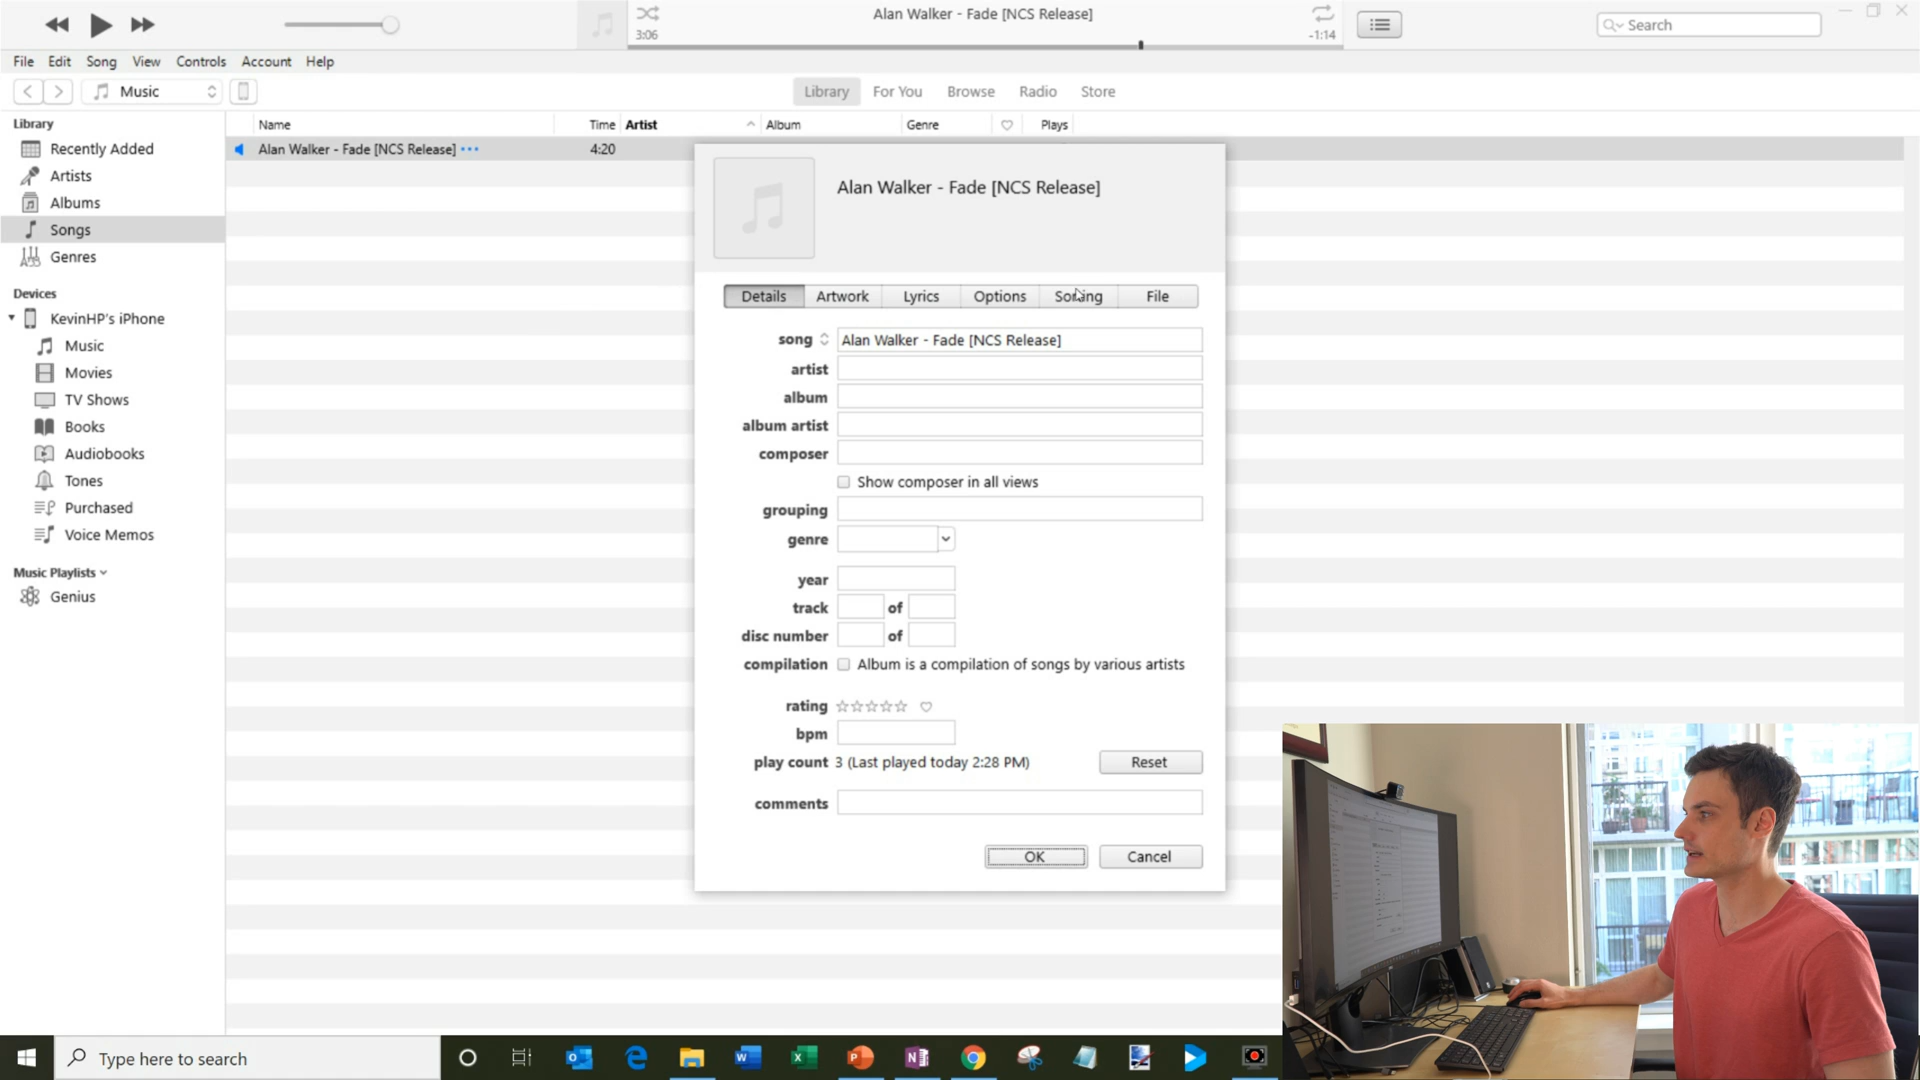 Alan Walker - Fade [NCS Release]
3:06
-1:14
Search
File Edit Song View Controls Account Help
Music
Library For You Browse Radio Store
Library
Recently Added
Artists
Albums
Songs
Genres
Devices
KevinHP's iPhone
Music
Movies
TV Shows
Books
Audiobooks
Tones
Purchased
Voice Memos
Music Playlists
Genius
Name Time Artist Album Genre Plays
Alan Walker - Fade [NCS Release] 4:20
Alan Walker - Fade [NCS Release]
Details Artwork Lyrics Options Sorting File
song Alan Walker - Fade [NCS Release]
artist
album
album artist
composer
Show composer in all views
grouping
genre
year
track of
disc number of
compilation Album is a compilation of songs by various artists
rating
bpm
play count 3 (Last played today 2:28 PM) Reset
comments
OK Cancel
Type here to search